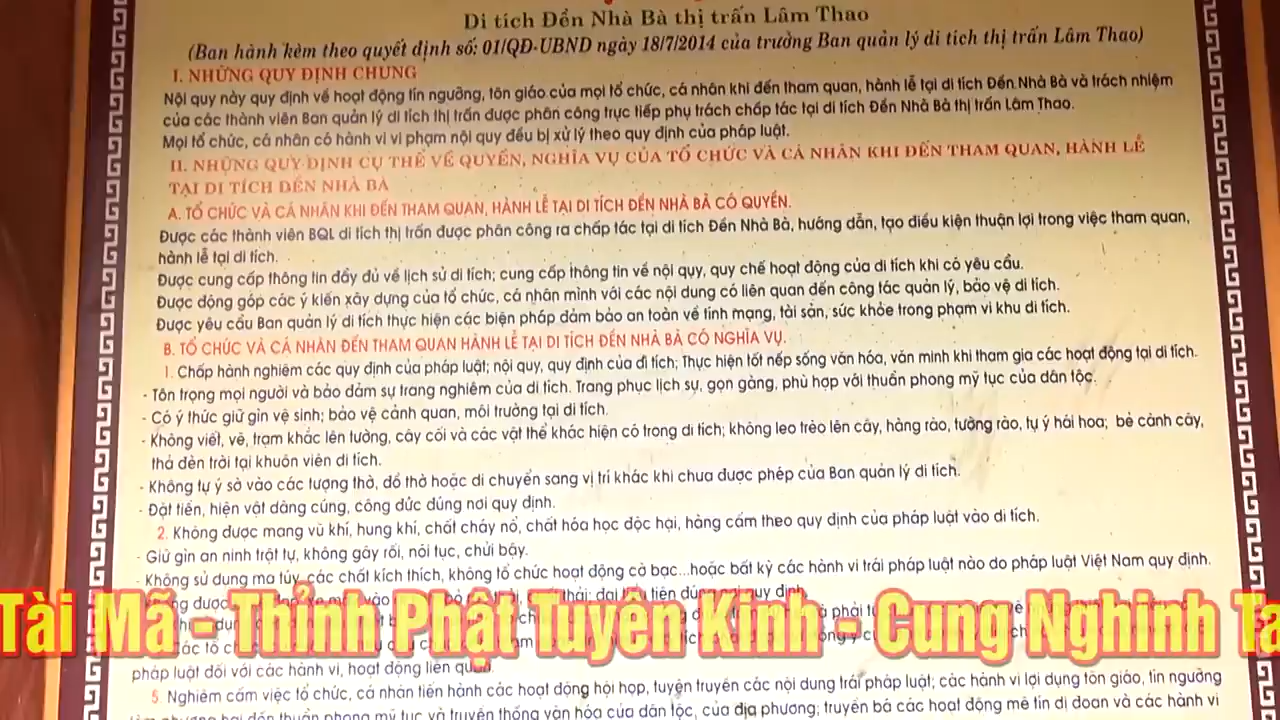 Di tích Đền Nhà Bà thị trấn Lâm Thao
(Ban hành kèm theo quyết định số: 01/QĐ-UBND ngày 18/7/2014 của trưởng Ban quản lý di tích thị trấn Lâm Thao)
I. NHỮNG QUY ĐỊNH CHUNG
Nội quy này quy định về hoạt động tín ngưỡng, tôn giáo của mọi tổ chức, cá nhân khi đến tham quan, hành lễ tại di tích Đền Nhà Bà và trách nhiệm
của các thành viên Ban quản lý di tích thị trấn được phân công trực tiếp phụ trách chấp tác tại di tích Đền Nhà Bà thị trấn Lâm Thao.
Mọi tổ chức, cá nhân có hành vi vi phạm nội quy đều bị xử lý theo quy định của pháp luật.
II. NHỮNG QUY ĐỊNH CỤ THỂ VỀ QUYỀN, NGHĨA VỤ CỦA TỔ CHỨC VÀ CÁ NHÂN KHI ĐẾN THAM QUAN, HÀNH LỄ
TẠI DI TÍCH ĐỀN NHÀ BÀ
A. TỔ CHỨC VÀ CÁ NHÂN KHI ĐẾN THAM QUAN, HÀNH LỄ TẠI DI TÍCH ĐỀN NHÀ BÀ CÓ QUYỀN.
Được các thành viên BQL di tích thị trấn được phân công ra chấp tác tại di tích Đền Nhà Bà, hướng dẫn, tạo điều kiện thuận lợi trong việc tham quan,
hành lễ tại di tích.
Được cung cấp thông tin đầy đủ về lịch sử di tích; cung cấp thông tin về nội quy, quy chế hoạt động của di tích khi có yêu cầu.
Được động góp các ý kiến xây dựng của tổ chức, cá nhân mình với các nội dung có liên quan đến công tác quản lý, bảo vệ di tích.
Được yêu cầu Ban quản lý di tích thực hiện các biện pháp đảm bảo an toàn về tính mạng, tài sản, sức khỏe trong phạm vi khu di tích.
B. TỔ CHỨC VÀ CÁ NHÂN ĐẾN THAM QUAN HÀNH LỄ TẠI DI TÍCH ĐỀN NHÀ BÀ CÓ NGHĨA VỤ.
1. Chấp hành nghiêm các quy định của pháp luật; nội quy, quy định của di tích; Thực hiện tốt nếp sống văn hóa, văn minh khi tham gia các hoạt động tại di tích.
- Tôn trọng mọi người và bảo đảm sự trang nghiêm của di tích. Trang phục lịch sự, gọn gàng, phù hợp với thuần phong mỹ tục của dân tộc.
- Có ý thức giữ gìn vệ sinh; bảo vệ cảnh quan, môi trường tại di tích.
- Không viết, vẽ, trạm khắc lên tường, cây cối và các vật thể khác hiện có trong di tích; không leo trèo lên cây, hàng rào, tường rào, tự ý hái hoa; bẻ cành cây,
thả đèn trời tại khuôn viên di tích.
- Không tự ý sờ vào các tượng thờ, đồ thờ hoặc di chuyển sang vị trí khác khi chưa được phép của Ban quản lý di tích.
- Đặt tiền, hiện vật dâng cúng, công đức đúng nơi quy định.
2. Không được mang vũ khí, hung khí, chất cháy nổ, chất hóa học độc hại, hàng cấm theo quy định của pháp luật vào di tích.
- Giữ gìn an ninh trật tự, không gây rối, nói tục, chửi bậy.
- Không sử dụng ma túy, các chất kích thích, không tổ chức hoạt động cờ bạc...hoặc bất kỳ các hành vi trái pháp luật nào do pháp luật Việt Nam quy định.
Tài Mã - Thỉnh Phật Tuyên Kinh - Cung Nghinh Ta
pháp luật đối với các hành vi, hoạt động liên quan.
5. Nghiêm cấm việc tổ chức, cá nhân tiến hành các hoạt động hội họp, tuyên truyền các nội dung trái pháp luật; các hành vi lợi dụng tôn giáo, tín ngưỡng
đến thuần phong mỹ tục và truyền thống văn hóa của dân tộc, của địa phương; truyền bá các hoạt động mê tín dị đoan và các hành vi